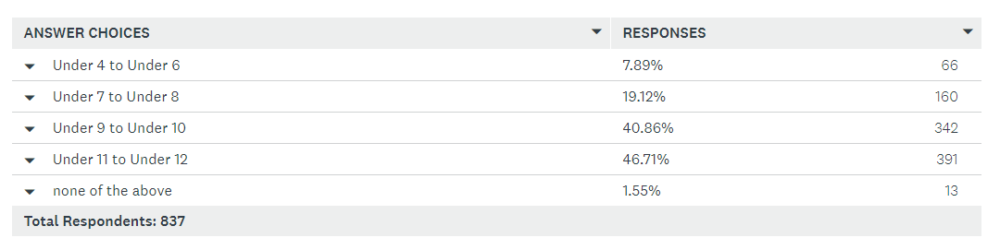 ANSWER CHOICES RESPONSES
Under 4 to Under 6 7.89% 66
Under 7 to Under 8 19.12% 160
Under 9 to Under 10 40.86% 342
Under 11 to Under 12 46.71% 391
none of the above 1.55% 13
Total Respondents: 837